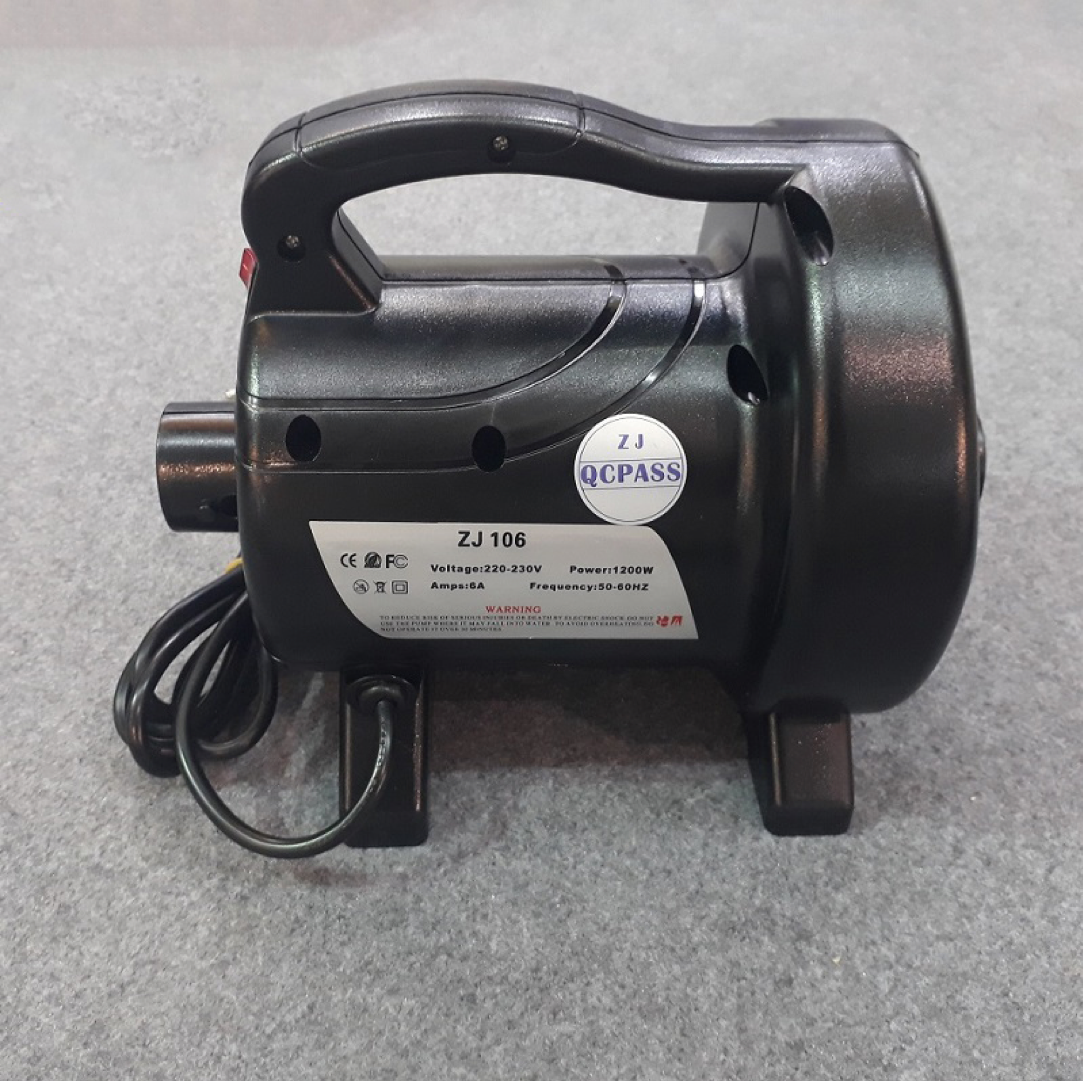 ZJ
QCPASS
ZJ 106
CE FC
Voltage:220-230V Power:1200W
Amps:6A Frequency:50-60HZ
WARNING
TO REDUCE RISK OF SERIOUS INJURIES OR DEATH BY ELECTRIC SHOCK. DO NOT
USE THE PUMP WHERE IT MAY FALL INTO WATER. TO AVOID OVERHEATING. DO
NOT OPERATE IT OVER 30 MINUTES